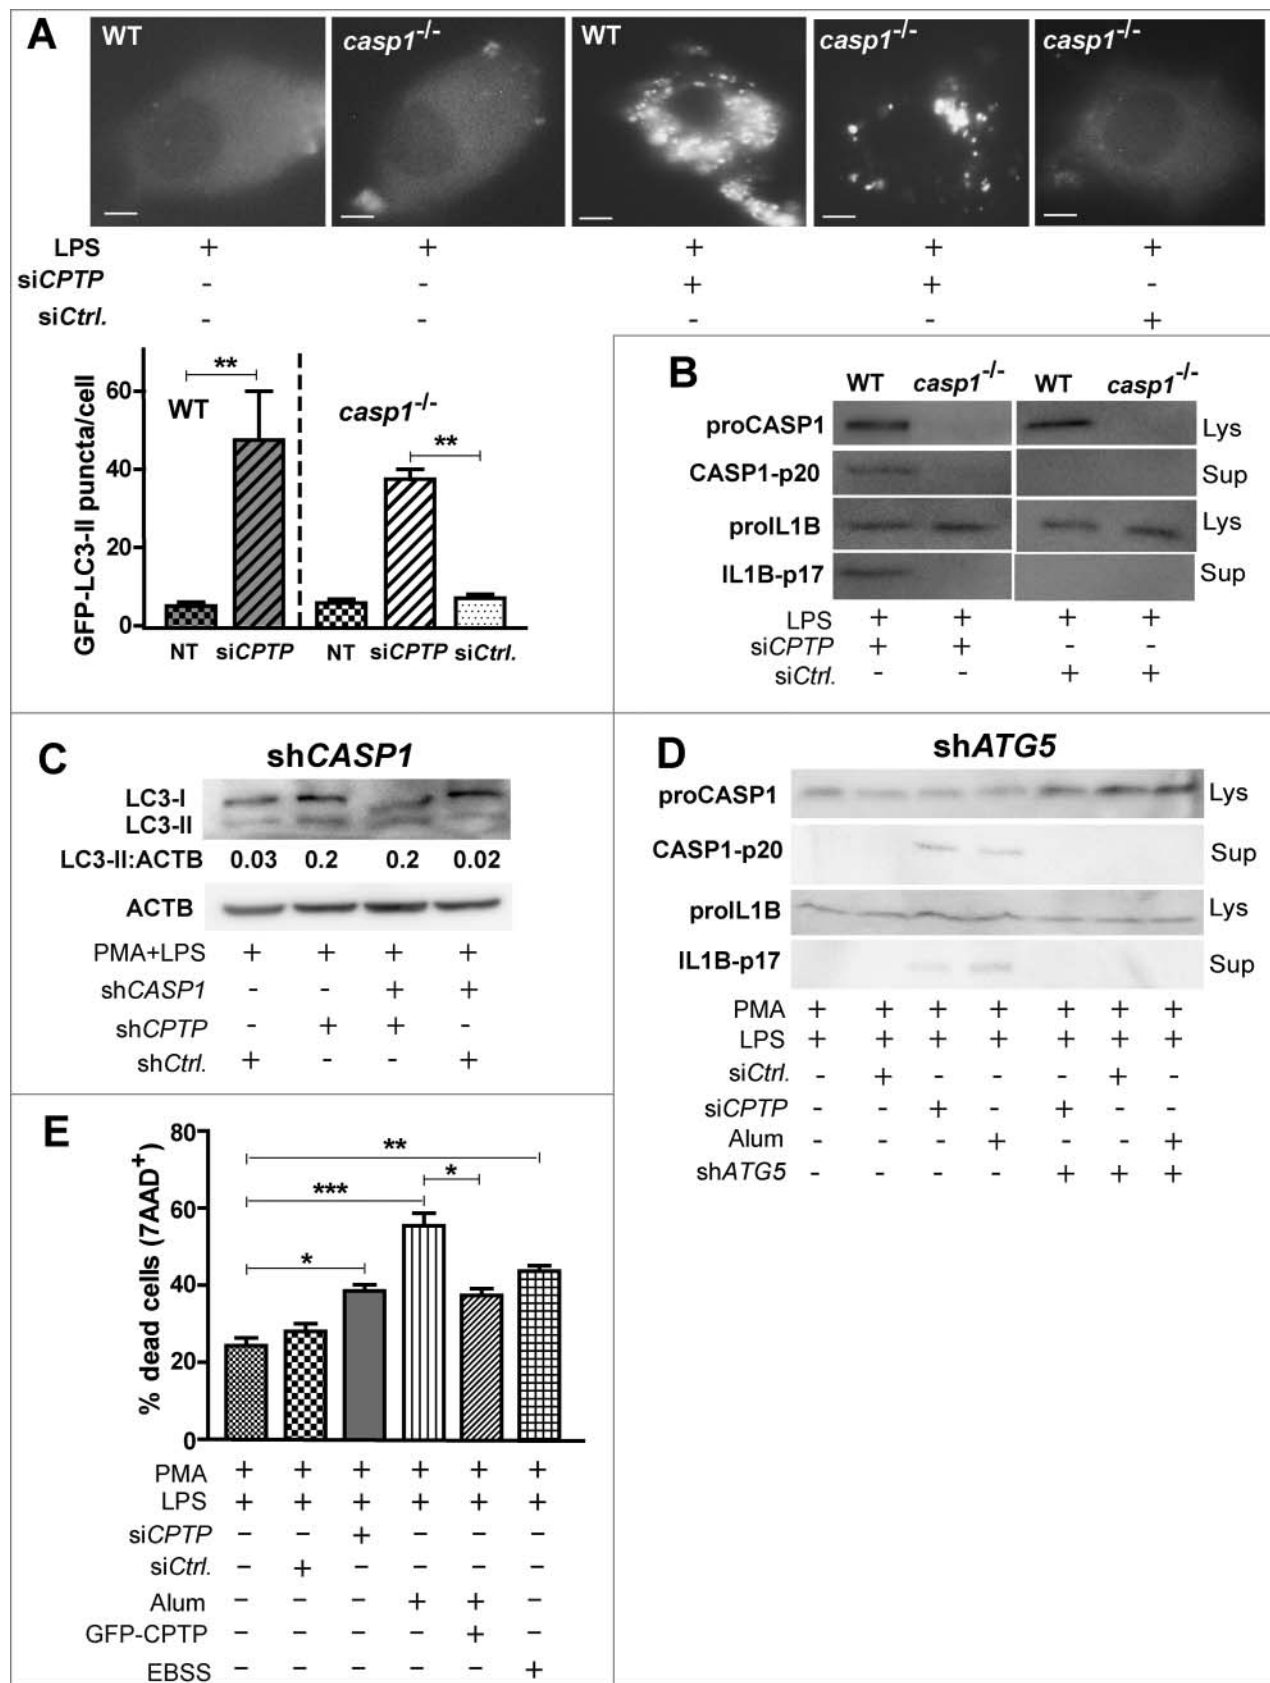 A
WT
casp1-/-
WT
casp1-/-
casp1-/-
LPS + + + + +
siCPTP - - + + -
siCtrl. - - - - +
GFP-LC3-II puncta/cell
60
40
20
0
**
WT
casp1-/-
**
NT siCPTP NT siCPTP siCtrl.
B
WT casp1-/- WT casp1-/-
proCASP1 Lys
CASP1-p20 Sup
proIL1B Lys
IL1B-p17 Sup
LPS + + + +
siCPTP + + - -
siCtrl. - - + +
C
shCASP1
LC3-I
LC3-II
LC3-II:ACTB 0.03 0.2 0.2 0.02
ACTB
PMA+LPS + + + +
shCASP1 - - + +
shCPTP - + + -
shCtrl. + - - +
D
shATG5
proCASP1 Lys
CASP1-p20 Sup
proIL1B Lys
IL1B-p17 Sup
PMA + + + + + + +
LPS + + + + + + +
siCtrl. - + - - - + -
siCPTP - - + - + - -
Alum - - - + - - +
shATG5 - - - - + + +
E
% dead cells (7AAD+)
80
60
40
20
0
**
***
*
*
PMA + + + + + +
LPS + + + + + +
siCPTP − − + − − −
siCtrl. − + − − − −
Alum − − − + + −
GFP-CPTP − − − − + −
EBSS − − − − − +